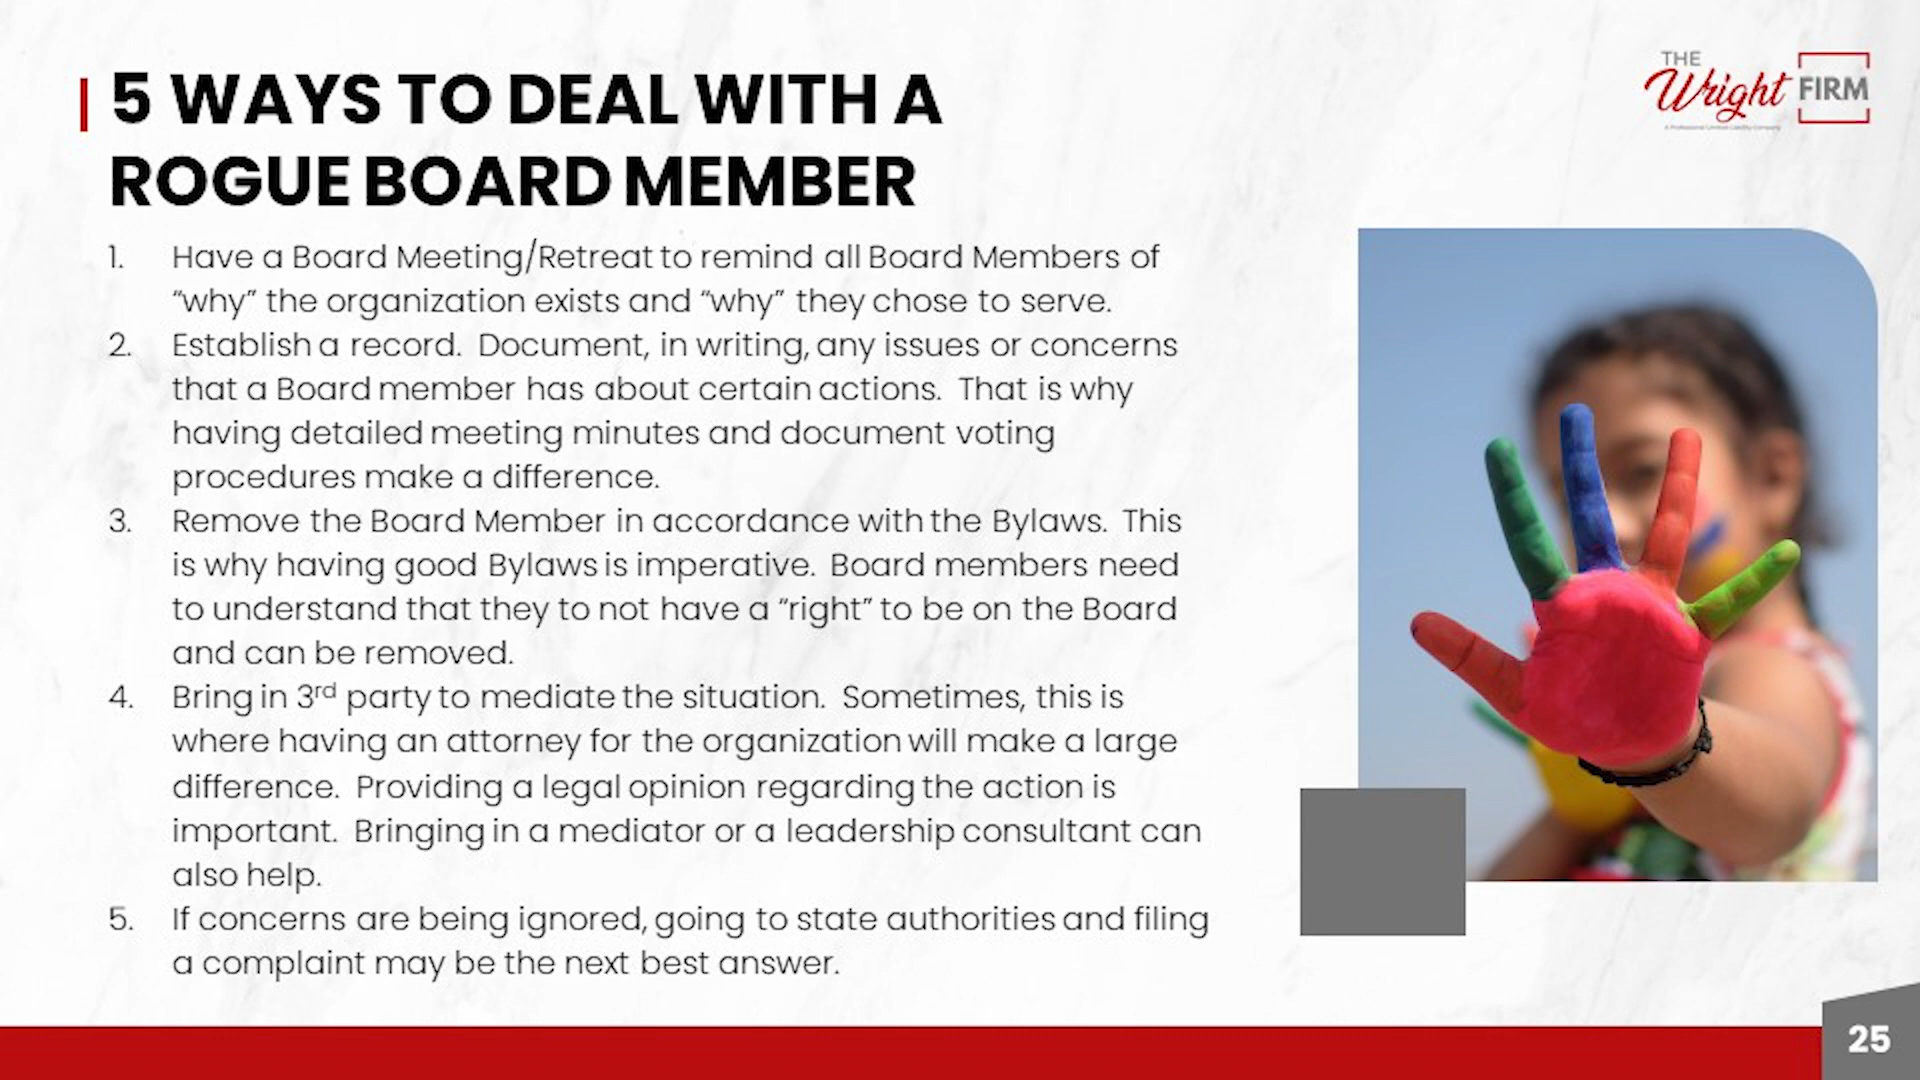 5 WAYS TO DEAL WITH A
ROGUE BOARD MEMBER
THE
Wright FIRM
A Professional Limited Liability Company
1. Have a Board Meeting/Retreat to remind all Board Members of
“why” the organization exists and “why” they chose to serve.
2. Establish a record. Document, in writing, any issues or concerns
that a Board member has about certain actions. That is why
having detailed meeting minutes and document voting
procedures make a difference.
3. Remove the Board Member in accordance with the Bylaws. This
is why having good Bylaws is imperative. Board members need
to understand that they to not have a “right” to be on the Board
and can be removed.
4. Bring in 3rd party to mediate the situation. Sometimes, this is
where having an attorney for the organization will make a large
difference. Providing a legal opinion regarding the action is
important. Bringing in a mediator or a leadership consultant can
also help.
5. If concerns are being ignored, going to state authorities and filing
a complaint may be the next best answer.
25